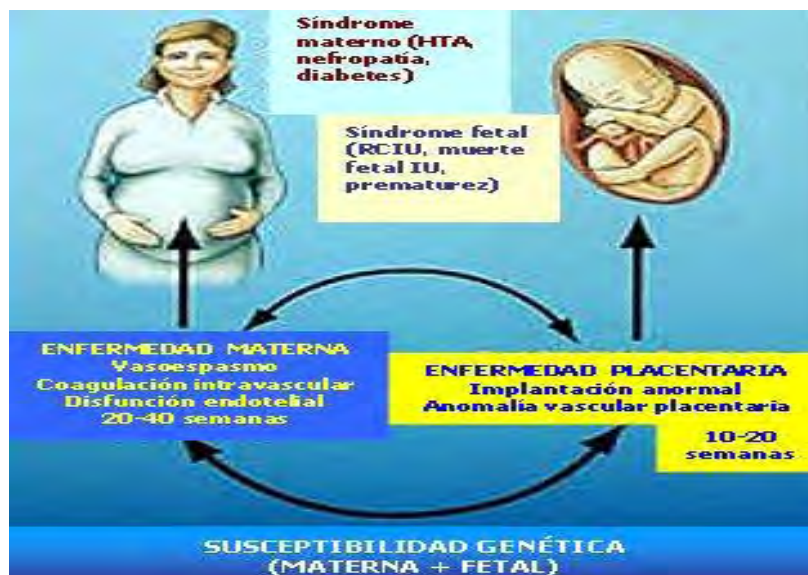 Síndrome
materno (HTA,
nefropatía,
diabetes)
Síndrome fetal
(RCIU, muerte
fetal IU,
prematurez)
ENFERMEDAD MATERNA
Vasoespasmo
Coagulación intravascular
Disfunción endotelial
20-40 semanas
ENFERMEDAD PLACENTARIA
Implantación anormal
Anomalía vascular placentaria
10-20
semanas
SUSCEPTIBILIDAD GENÉTICA
(MATERNA + FETAL)